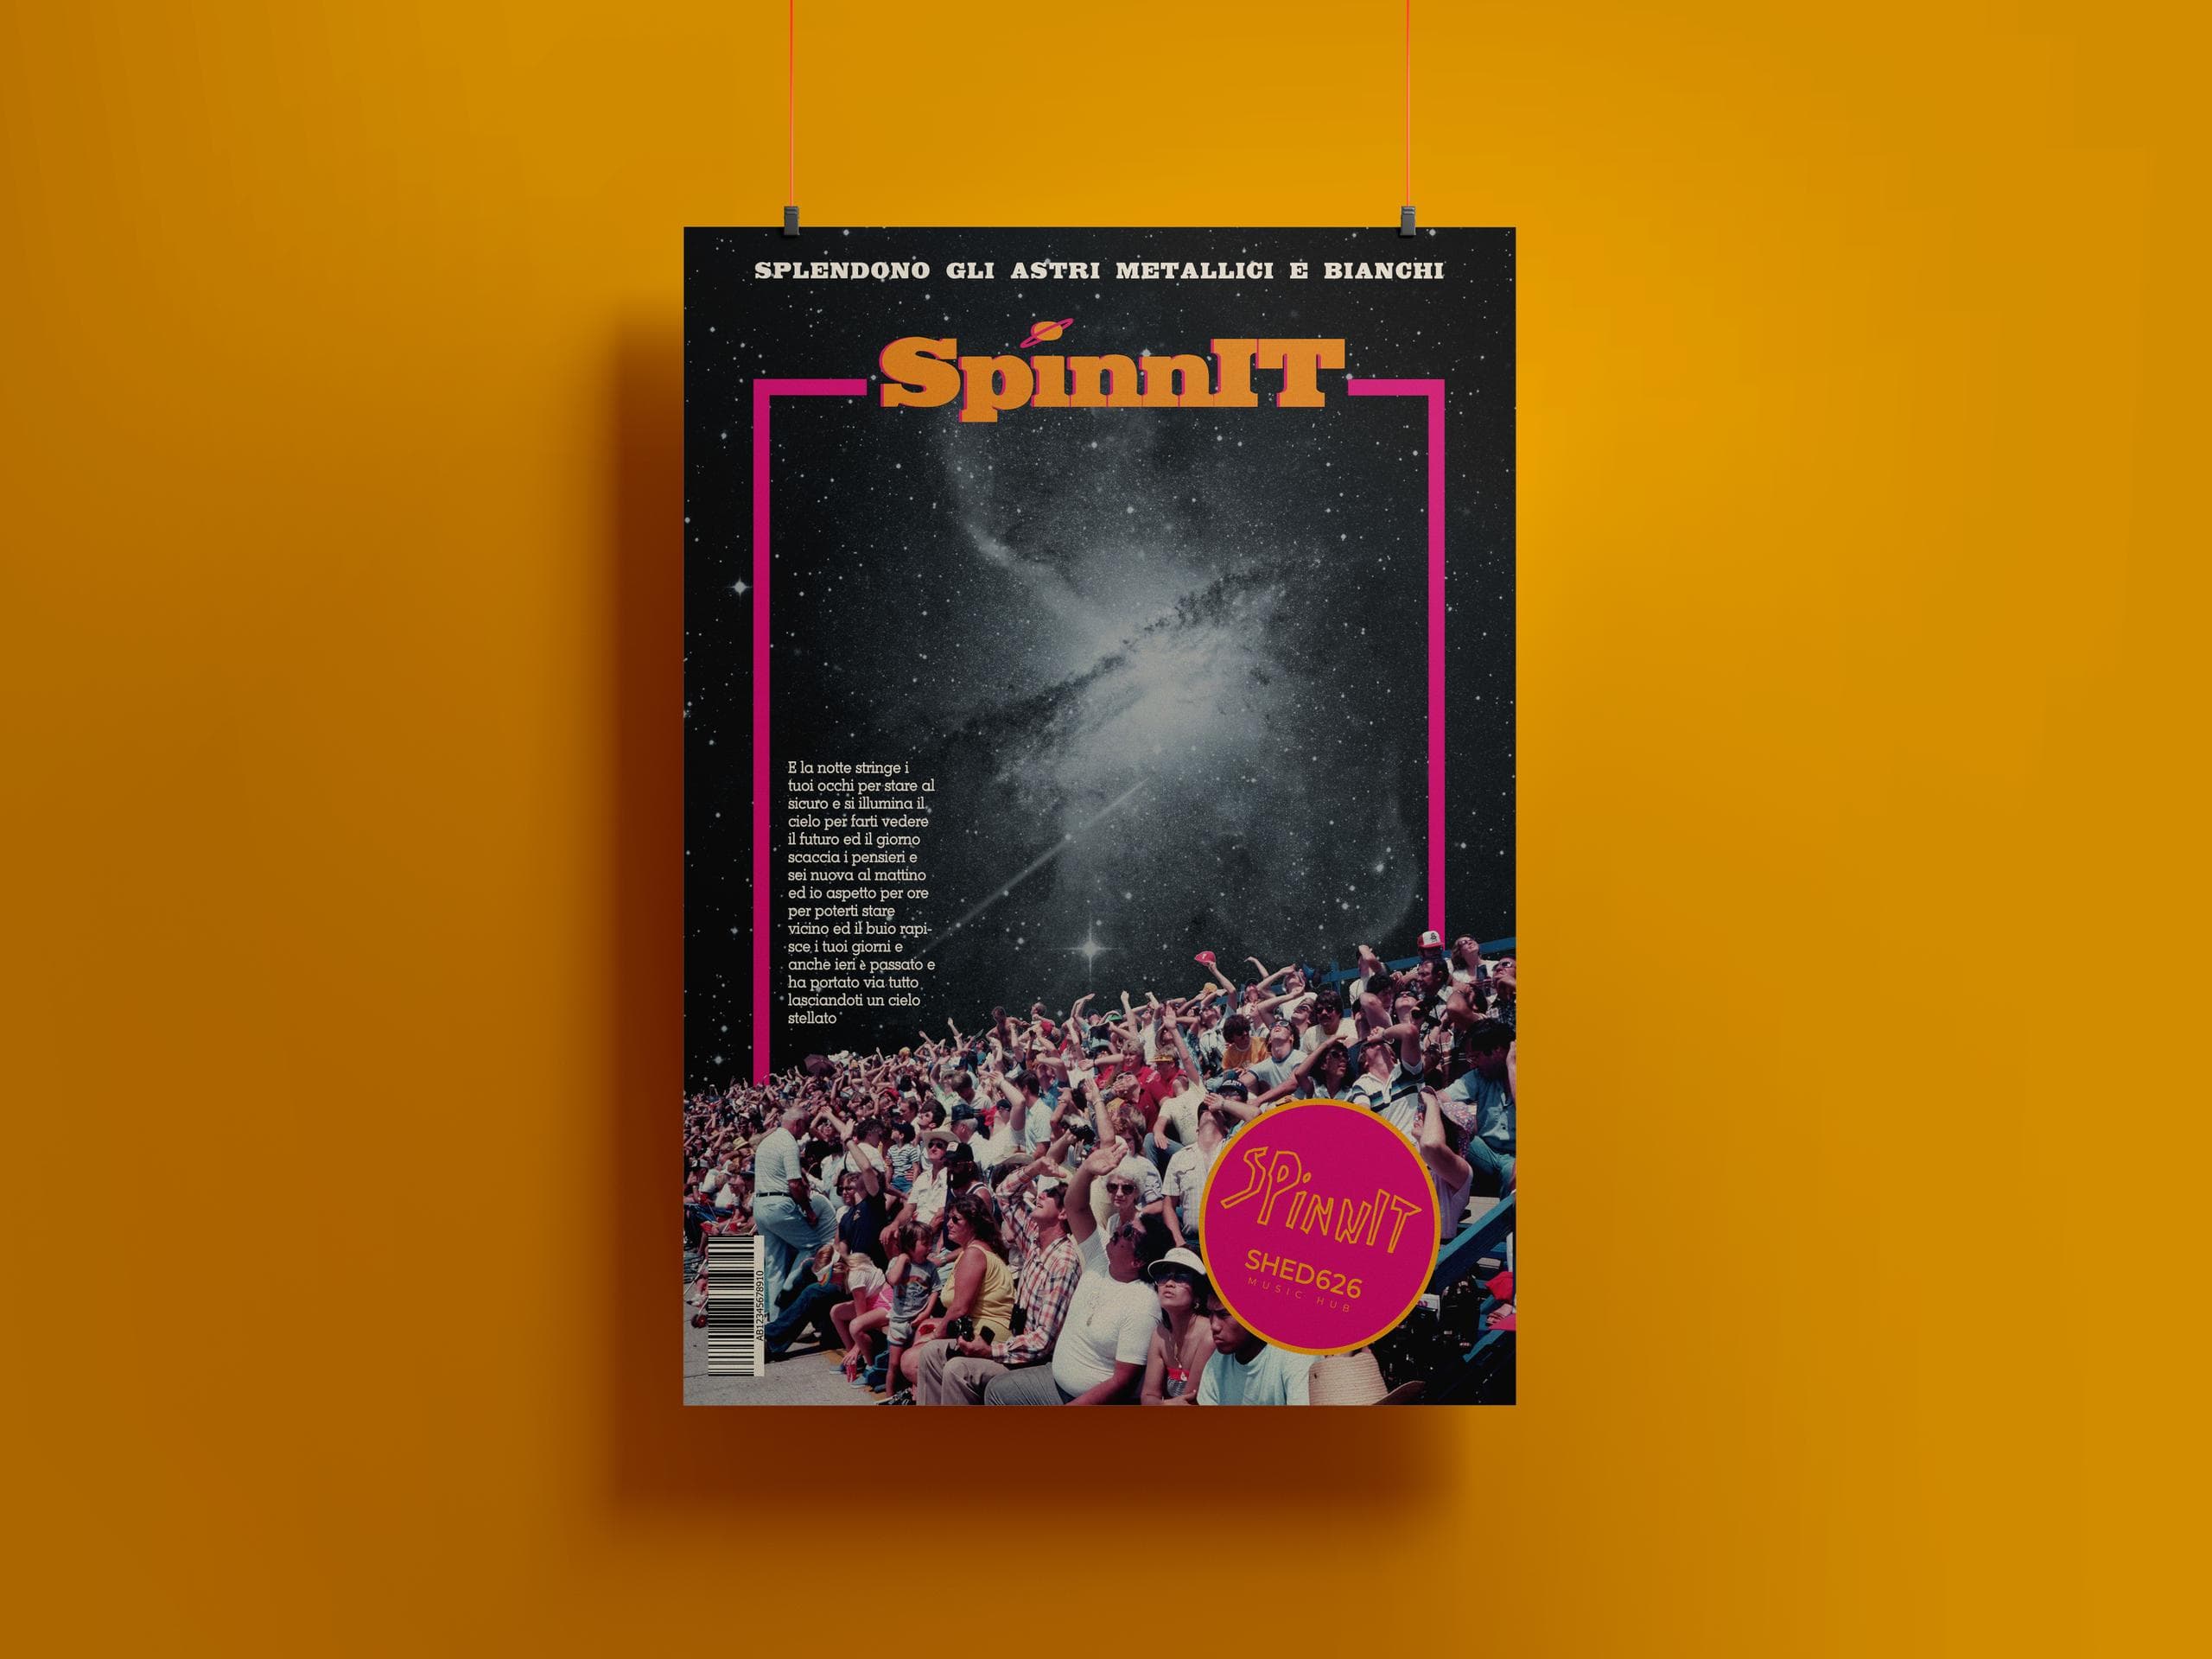 SPLENDONO GLI ASTRI METALLICI E BIANCHI
SpinnIT
E la notte stringe i
tuoi occhi per stare al
sicuro e si illumina il
cielo per farti vedere
il futuro ed il giorno
scaccia i pensieri e
sei nuova al mattino
ed io aspetto per ore
per poterti stare
vicino ed il buio rapi-
sce i tuoi giorni e
anche ieri è passato e
ha portato via tutto
lasciandoti un cielo
stellato
SPiNNIT
SHED626
MUSIC HUB
AB12345678910